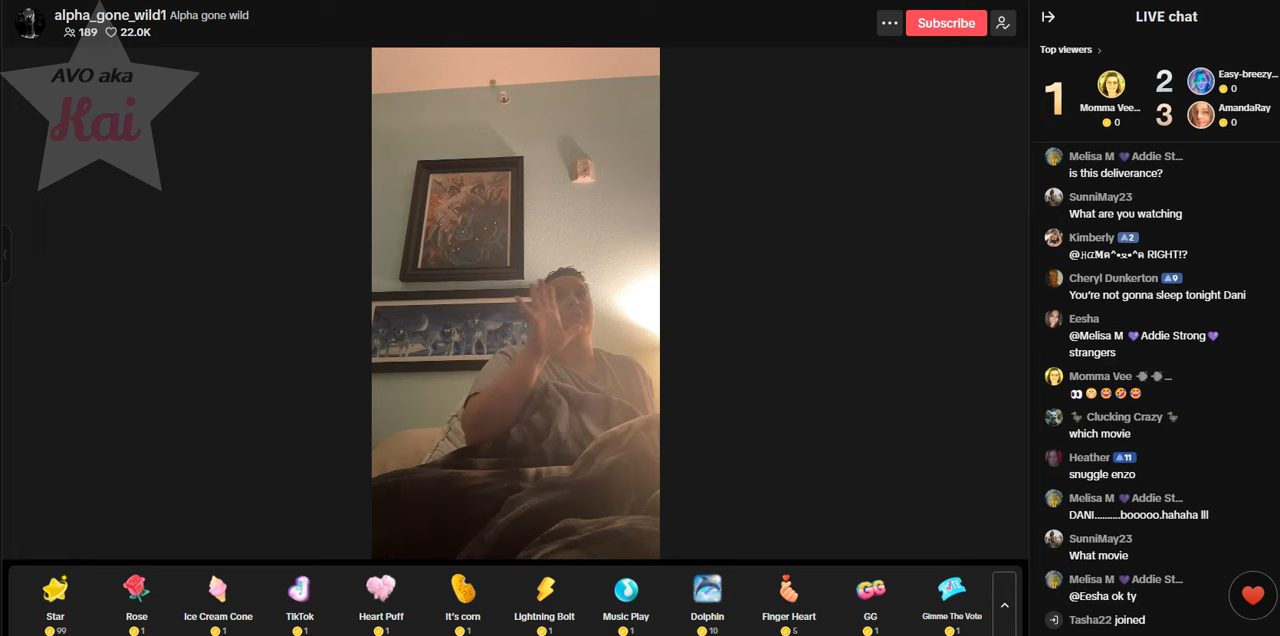 alpha_gone_wild1 Alpha gone wild
189 22.0K
Subscribe
AVO aka
Kai
LIVE chat
Top viewers
1
Momma Vee...
0
2
Easy-breezy...
0
3
AmandaRay
0
Melisa M 💜Addie St...
is this deliverance?
SunniMay23
What are you watching
Kimberly 2
RIGHT!?
Cheryl Dunkerton 9
You're not gonna sleep tonight Dani
Eesha
@Melisa M 💜Addie Strong💜
strangers
Momma Vee ...
Clucking Crazy
which movie
Heather 11
snuggle enzo
Melisa M 💜Addie St...
DANI..........booooo.hahaha lll
SunniMay23
What movie
Melisa M 💜Addie St...
@Eesha ok ty
Tasha22 joined
Star
99
Rose
1
Ice Cream Cone
1
TikTok
1
Heart Puff
1
It's corn
1
Lightning Bolt
1
Music Play
1
Dolphin
10
Finger Heart
5
GG
1
Gimme The Vote
1